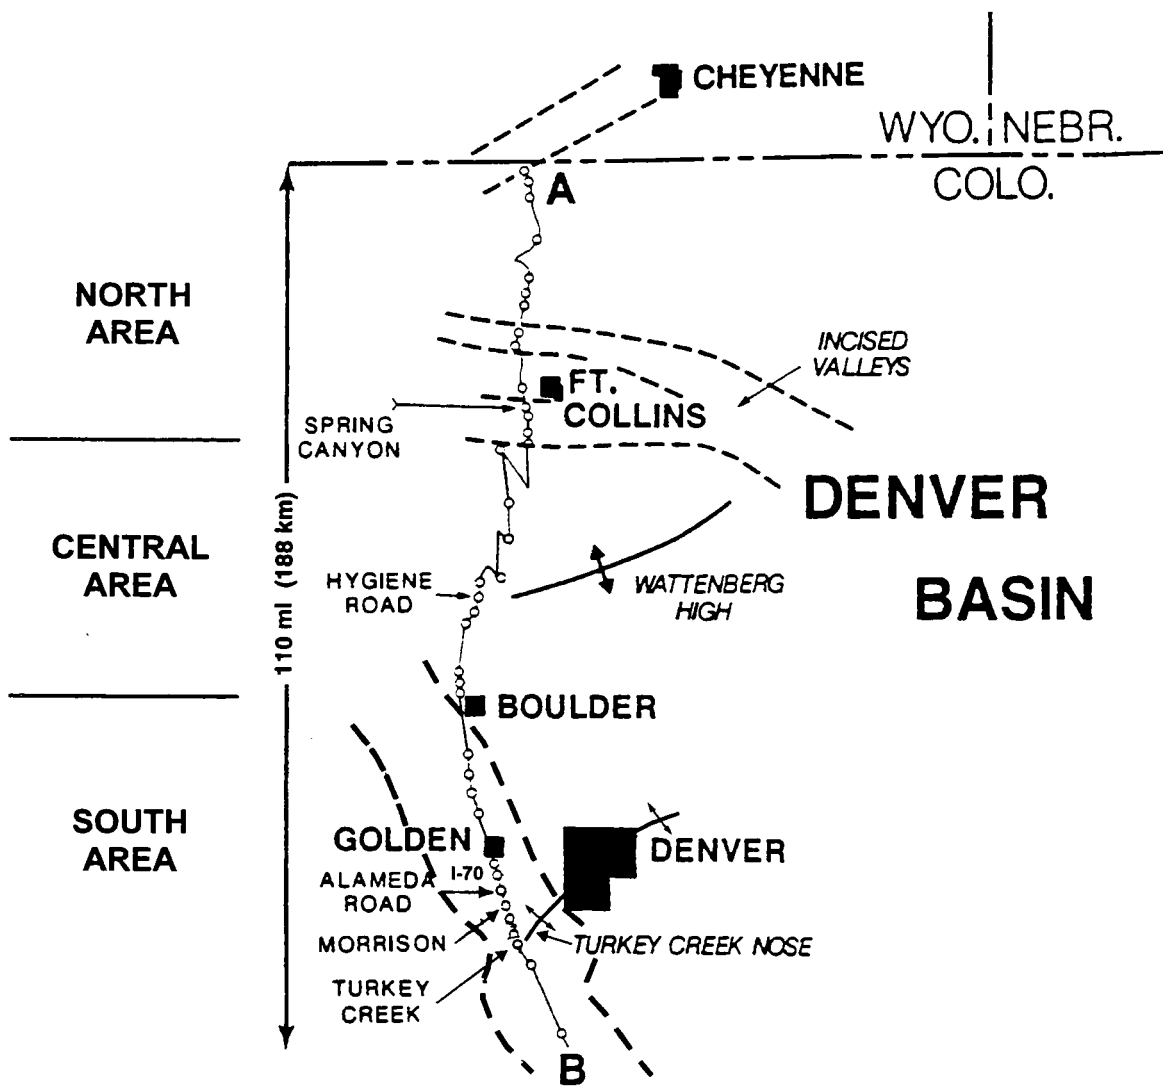 CHEYENNE
WYO. NEBR.
COLO.
A
NORTH
AREA
INCISED
VALLEYS
FT.
COLLINS
SPRING
CANYON
DENVER
BASIN
110 mi (188 km)
CENTRAL
AREA
HYGIENE
ROAD
WATTENBERG
HIGH
BOULDER
SOUTH
AREA
GOLDEN
DENVER
I-70
ALAMEDA
ROAD
MORRISON
TURKEY CREEK NOSE
TURKEY
CREEK
B